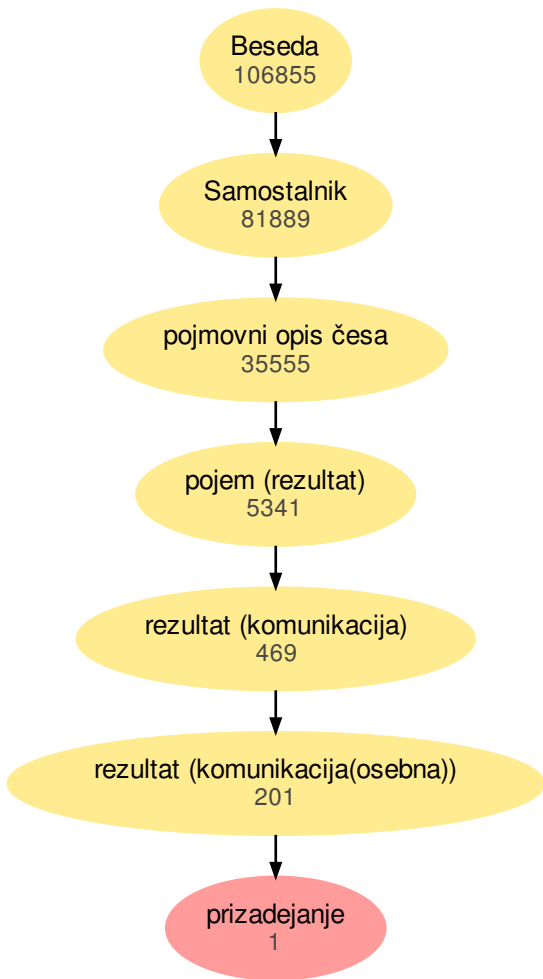 Beseda
106855
Samostalnik
81889
pojmovni opis česa
35555
pojem (rezultat)
5341
rezultat (komunikacija)
469
rezultat (komunikacija(osebna))
201
prizadejanje
1